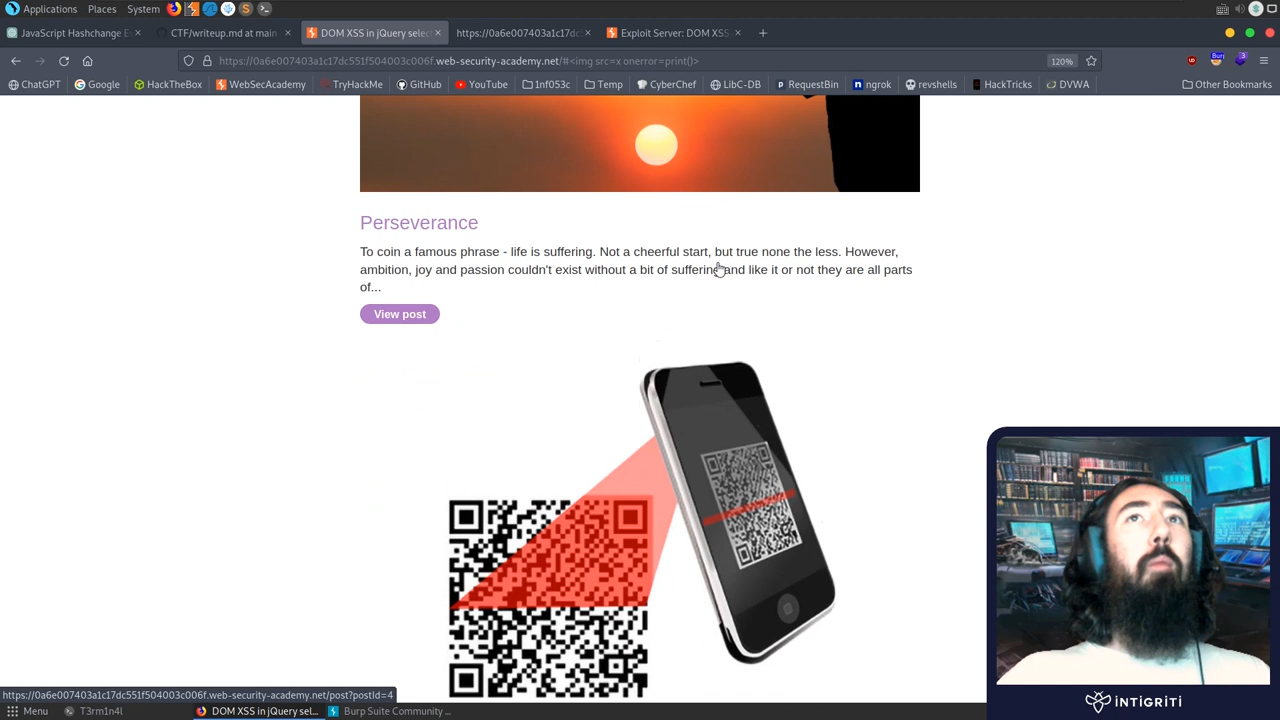 Applications Places System
JavaScript Hashchange E
CTF/writeup.md at main
DOM XSS in jQuery select
https://0a6e007403a1c17dc
Exploit Server: DOM XSS
https://0a6e007403a1c17dc551f504003c006f.web-security-academy.net/#<img src=x onerror=print()>
120%
Burp
3
ChatGPT Google HackTheBox WebSecAcademy TryHackMe GitHub YouTube 1nf053c Temp CyberChef LibC-DB RequestBin ngrok revshells HackTricks DVWA Other Bookmarks
Perseverance
To coin a famous phrase - life is suffering. Not a cheerful start, but true none the less. However,
ambition, joy and passion couldn't exist without a bit of suffering and like it or not they are all parts
of...
View post
https://0a6e007403a1c17dc551f504003c006f.web-security-academy.net/post?postId=4
Menu T3rm1n4l DOM XSS in jQuery sel... Burp Suite Community ...
INTIGRITI